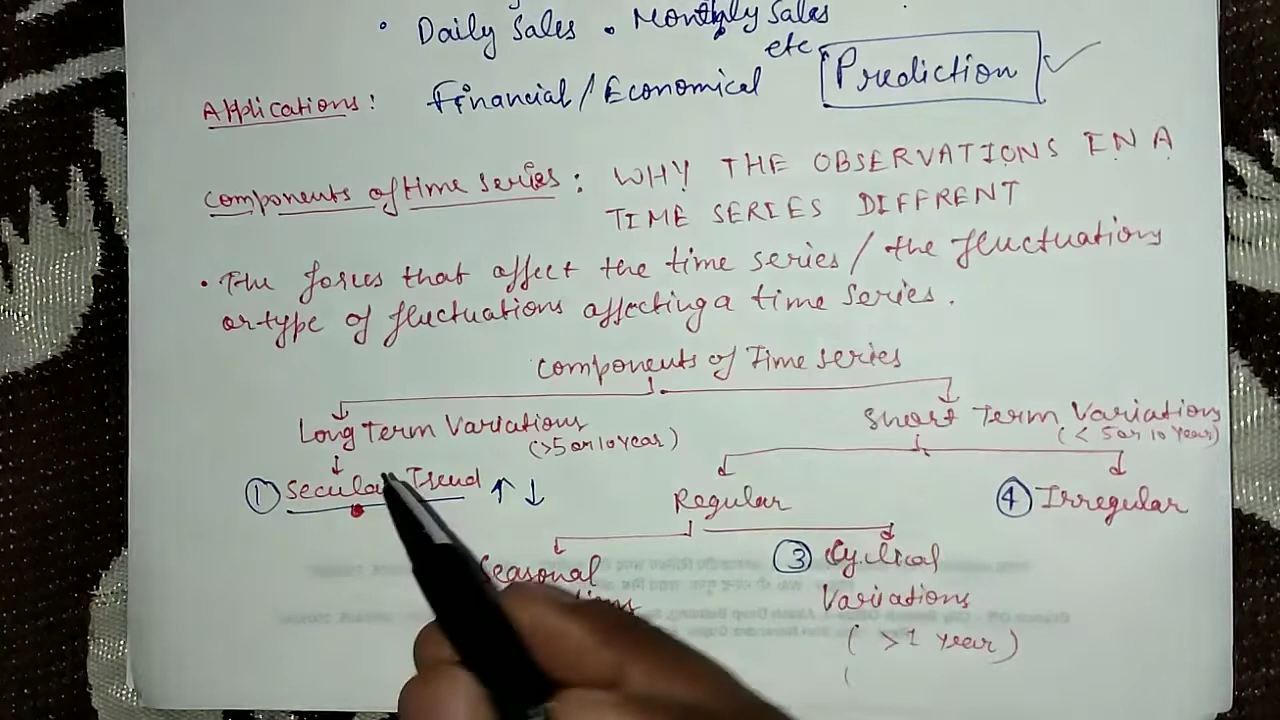 • Daily Sales • Monthly Sales
etc.
Applications: Financial/Economical [Prediction
Components of time series: WHY THE OBSERVATIONS IN A
TIME SERIES DIFFRENT
• The forces that affect the time series/ the fluctuations
or type of fluctuations affecting a time series.
Components of Time series
Long Term Variations
(>5 or 10 year)
Short Term Variations
(< 5 or 10 year)
① Secular Trend ↑ ↓
Regular
④ Irregular
Seasonal
③ Cyclical
Variations
( > 1 year)
(